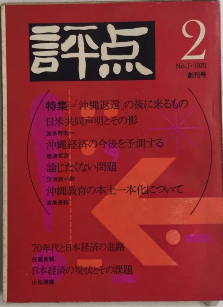 評点
2
No.1・1970
創刊号
特集=「沖縄返還」の後に来るもの
日米共同声明とその影
沖縄経済の今後を予測する
論じたくない問題
沖縄教育の本土一本化について
70年代と日本経済の進路
日本経済の現状とその課題